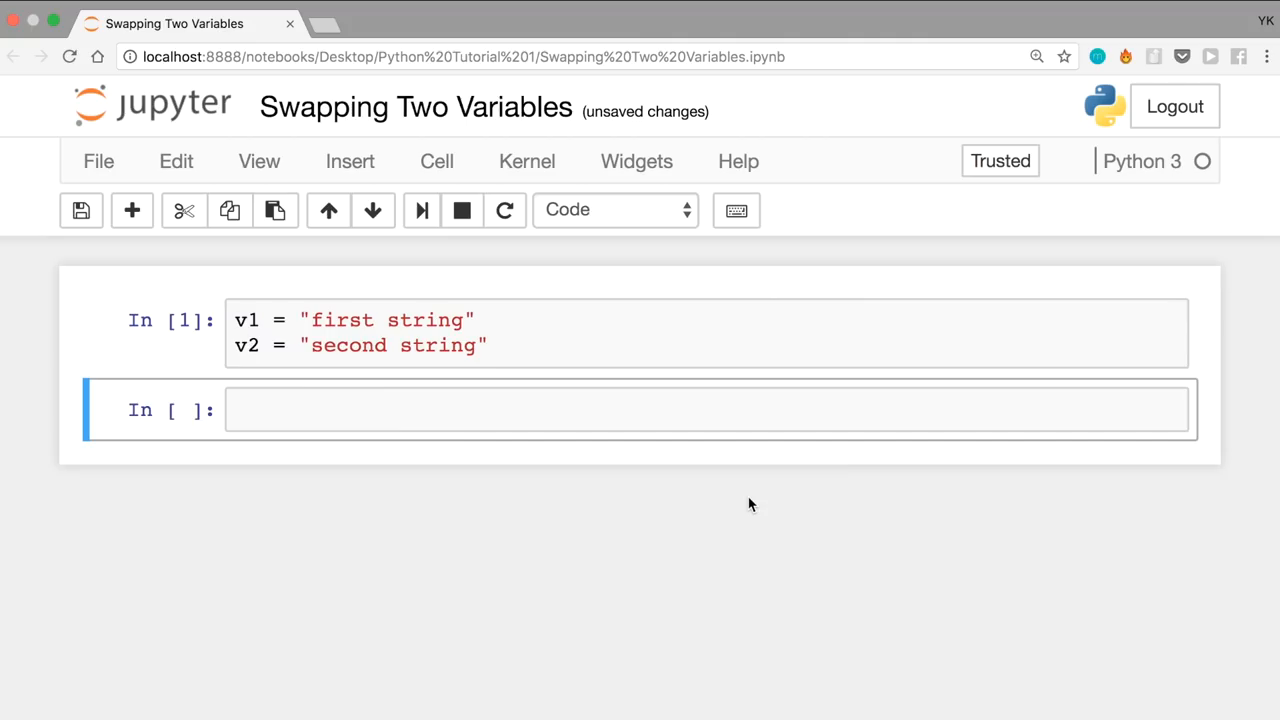 Swapping Two Variables
YK
localhost:8888/notebooks/Desktop/Python%20Tutorial%201/Swapping%20Two%20Variables.ipynb
jupyter Swapping Two Variables (unsaved changes) Logout
File Edit View Insert Cell Kernel Widgets Help Trusted Python 3
Code
In [1]: v1 = "first string"
v2 = "second string"
In [ ]: